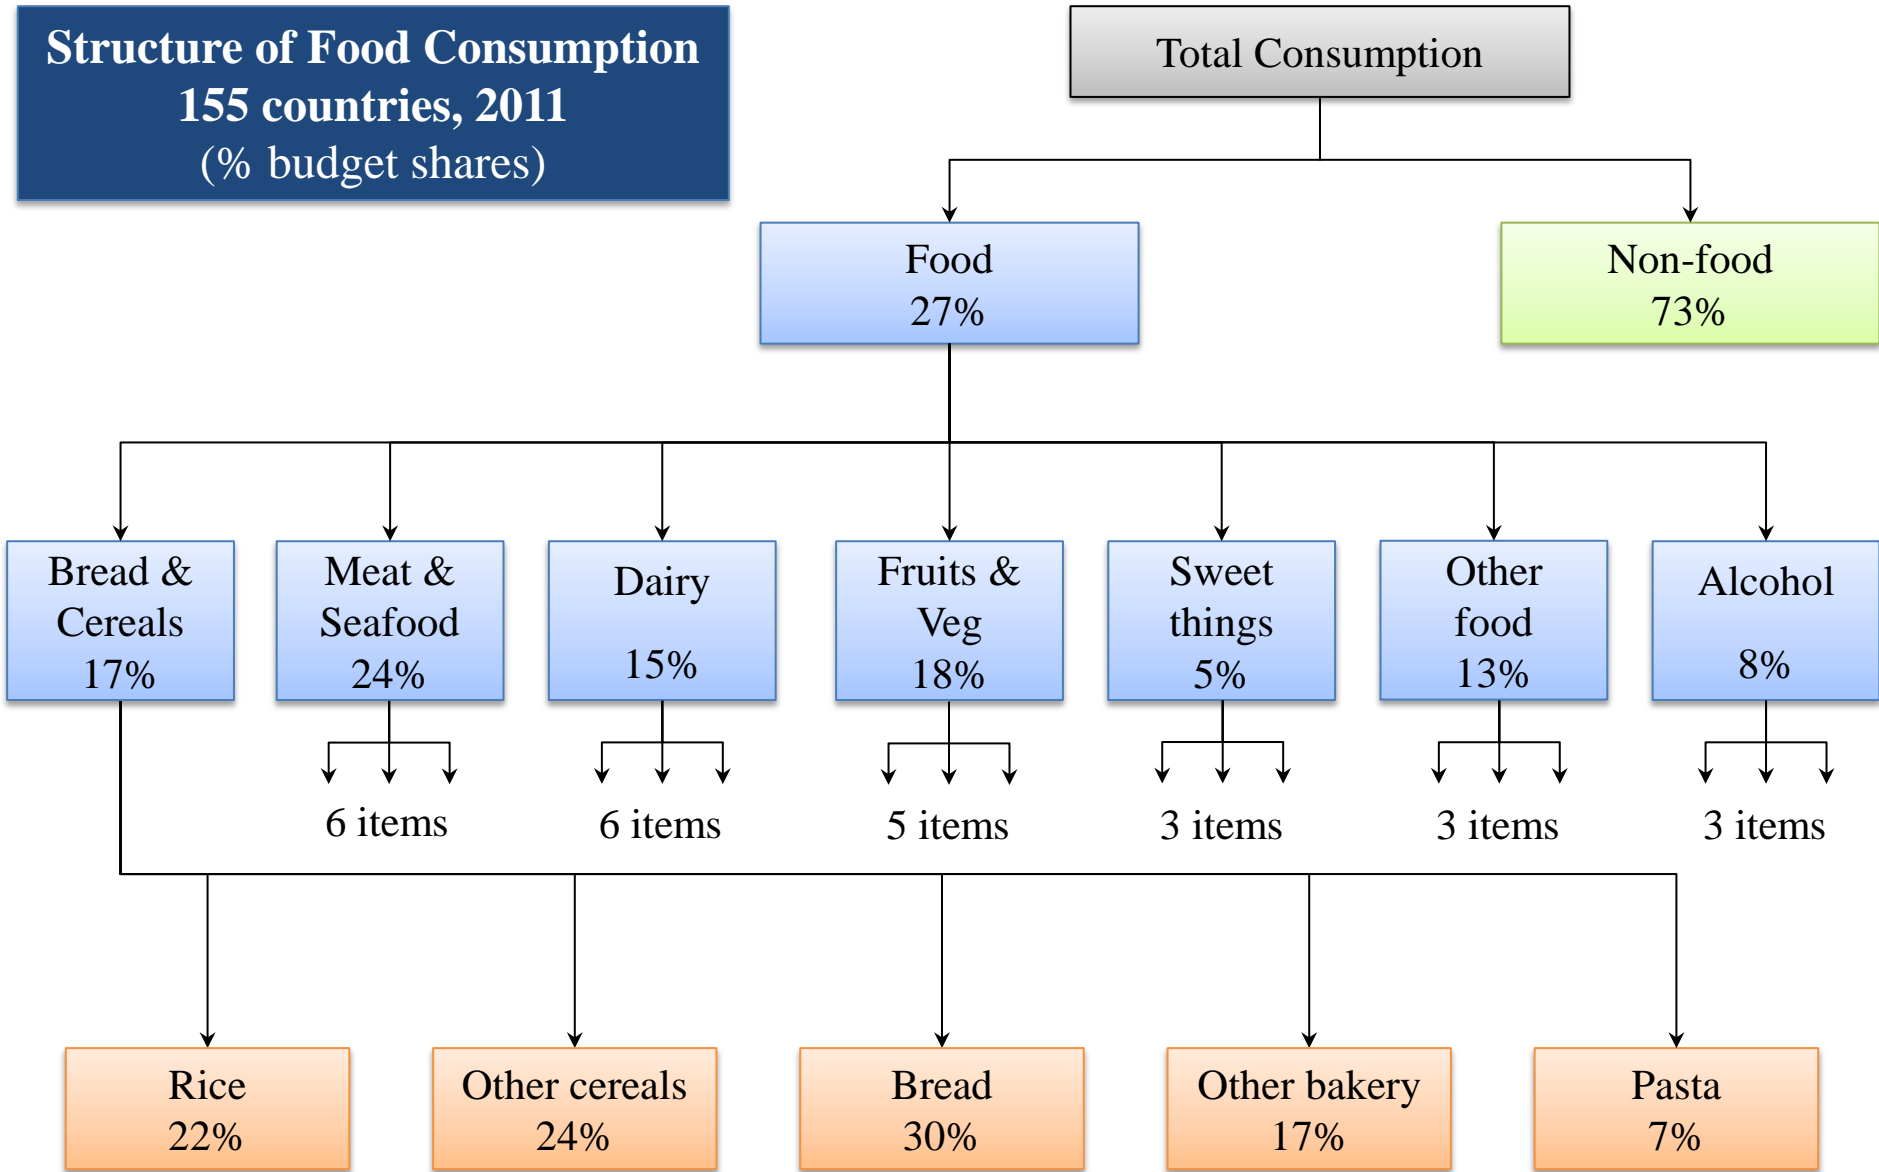 Structure of Food Consumption
155 countries, 2011
(% budget shares)
Total Consumption
Food
27%
Non-food
73%
Bread &
Cereals
17%
Meat &
Seafood
24%
Dairy
15%
Fruits &
Veg
18%
Sweet
things
5%
Other
food
13%
Alcohol
8%
6 items
6 items
5 items
3 items
3 items
3 items
Rice
22%
Other cereals
24%
Bread
30%
Other bakery
17%
Pasta
7%